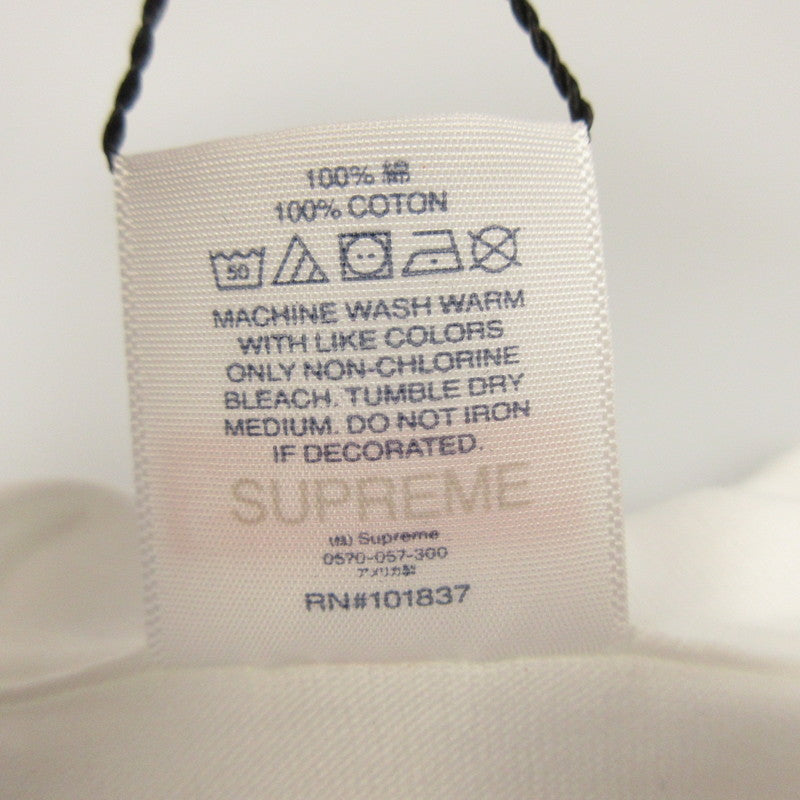 100% 綿
100% COTON
50
MACHINE WASH WARM
WITH LIKE COLORS
ONLY NON-CHLORINE
BLEACH. TUMBLE DRY
MEDIUM. DO NOT IRON
IF DECORATED.
SUPREME
(株) Supreme
0570-057-300
アメリカ製
RN#101837